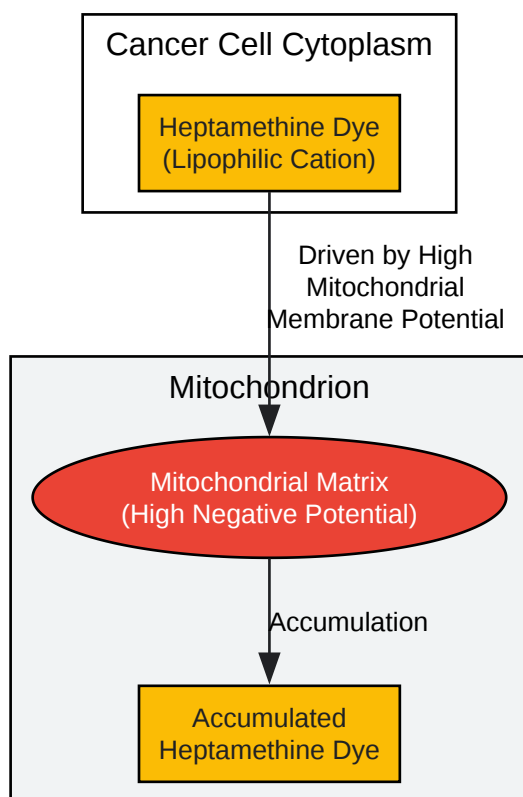 Cancer Cell Cytoplasm
Heptamethine Dye
(Lipophilic Cation)
Driven by High
Mitochondrial
Membrane Potential
Mitochondrion
Mitochondrial Matrix
(High Negative Potential)
Accumulation
Accumulated
Heptamethine Dye